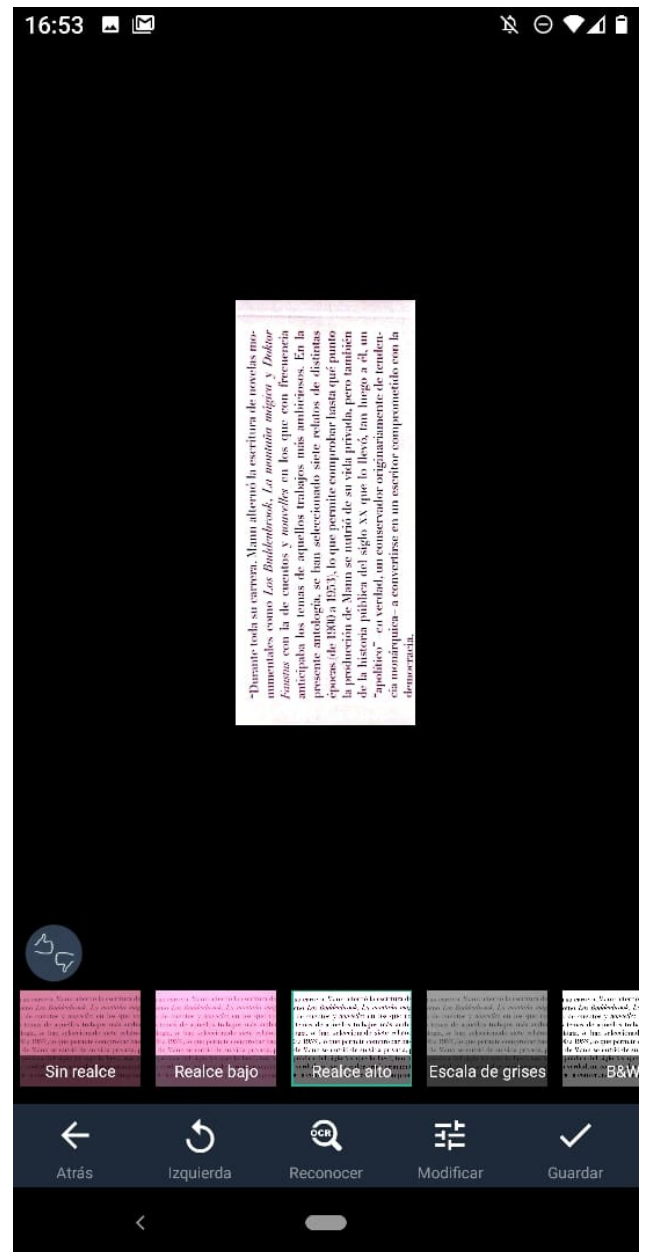 16:53
"Durante toda su carrera, Mann alternó la escritura de novelas mo-
numentales como Los Buddenbrook, La montaña mágica y Doktor
Faustus con la de cuentos y nouvelles en los que con frecuencia
anticipaba los temas de aquellos trabajos más ambiciosos. En la
presente antología, se han seleccionado siete relatos de distintas
épocas (de 1900 a 1953), lo que permite comprobar hasta qué punto
la producción de Mann se nutrió de su vida privada, pero también
de la historia pública del siglo XX que lo llevó, tan luego a él, un
"apolítico" –en verdad, un conservador originariamente de tenden-
cia monárquica– a convertirse en un escritor comprometido con la
democracia.
Sin realce
Realce bajo
Realce alto
Escala de grises
B&W
Atrás
Izquierda
OCR
Reconocer
Modificar
Guardar